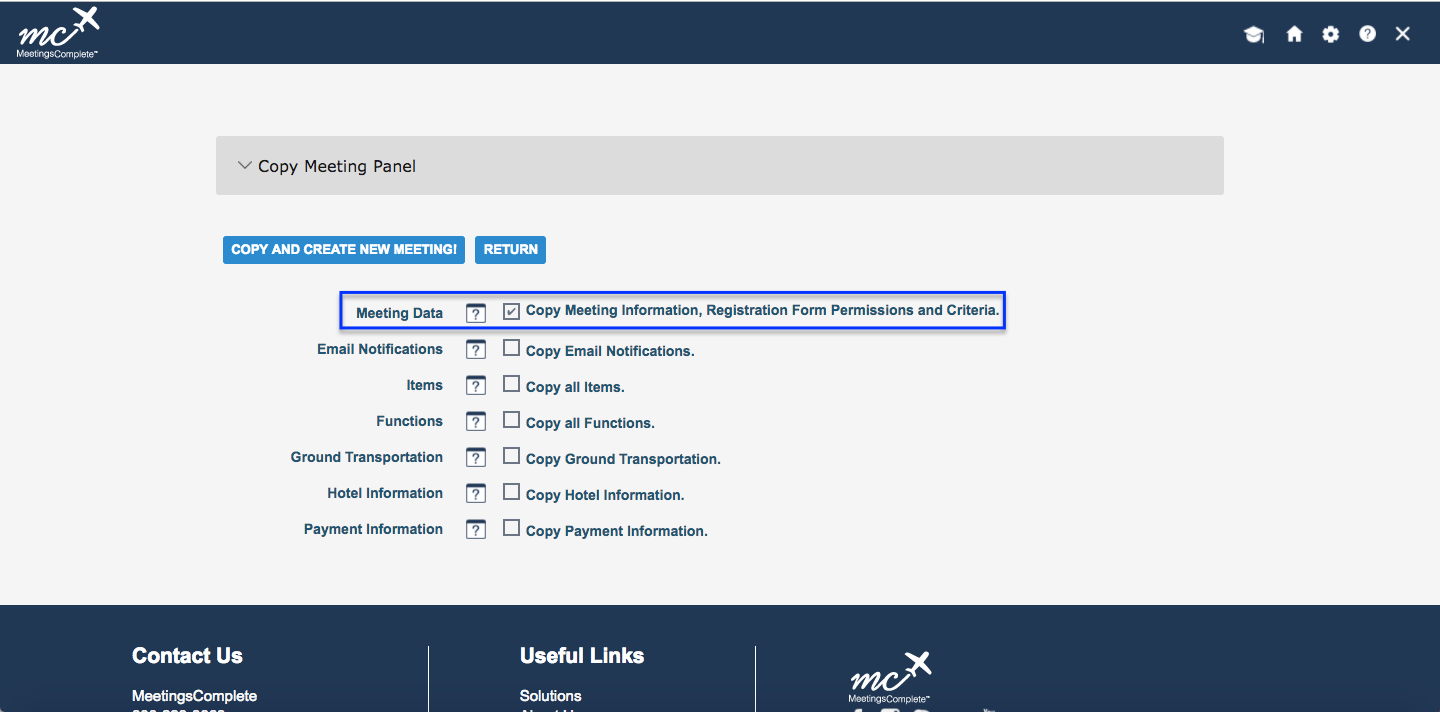 mc
MeetingsComplete™
Copy Meeting Panel
COPY AND CREATE NEW MEETING! RETURN
Meeting Data ? Copy Meeting Information, Registration Form Permissions and Criteria.
Email Notifications ? Copy Email Notifications.
Items ? Copy all Items.
Functions ? Copy all Functions.
Ground Transportation ? Copy Ground Transportation.
Hotel Information ? Copy Hotel Information.
Payment Information ? Copy Payment Information.
Contact Us
MeetingsComplete
Useful Links
Solutions
mc
MeetingsComplete™